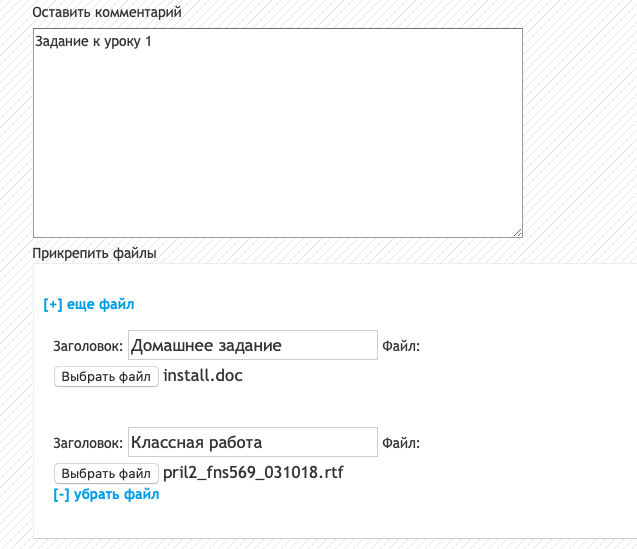 Оставить комментарий
Задание к уроку 1
Прикрепить файлы
[+] еще файл
Заголовок: Домашнее задание Файл:
Выбрать файл install.doc
Заголовок: Классная работа Файл:
Выбрать файл pril2_fns569_031018.rtf
[-] убрать файл